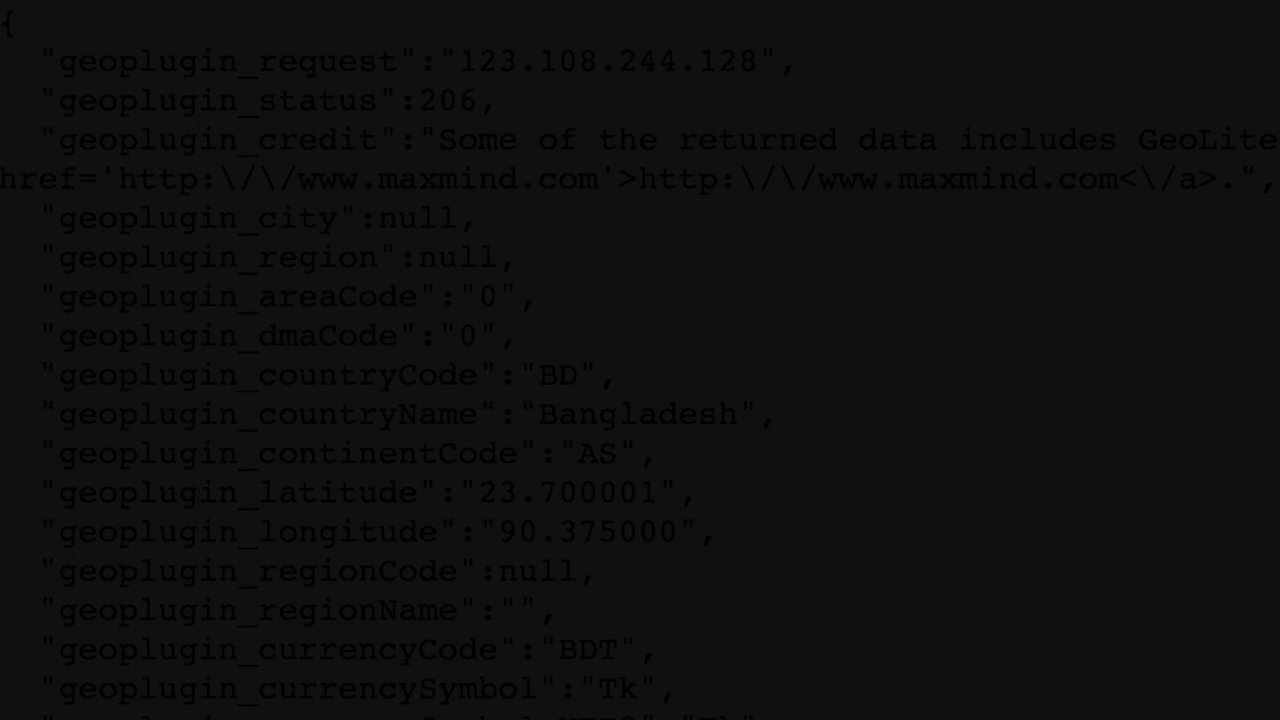 {
"geoplugin_request":"123.108.244.128",
"geoplugin_status":206,
"geoplugin_credit":"Some of the returned data includes GeoLite
href='http:\/\/www.maxmind.com'>http:\/\/www.maxmind.com<\/a>.",
"geoplugin_city":null,
"geoplugin_region":null,
"geoplugin_areaCode":"0",
"geoplugin_dmaCode":"0",
"geoplugin_countryCode":"BD",
"geoplugin_countryName":"Bangladesh",
"geoplugin_continentCode":"AS",
"geoplugin_latitude":"23.700001",
"geoplugin_longitude":"90.375000",
"geoplugin_regionCode":null,
"geoplugin_regionName":"",
"geoplugin_currencyCode":"BDT",
"geoplugin_currencySymbol":"Tk",